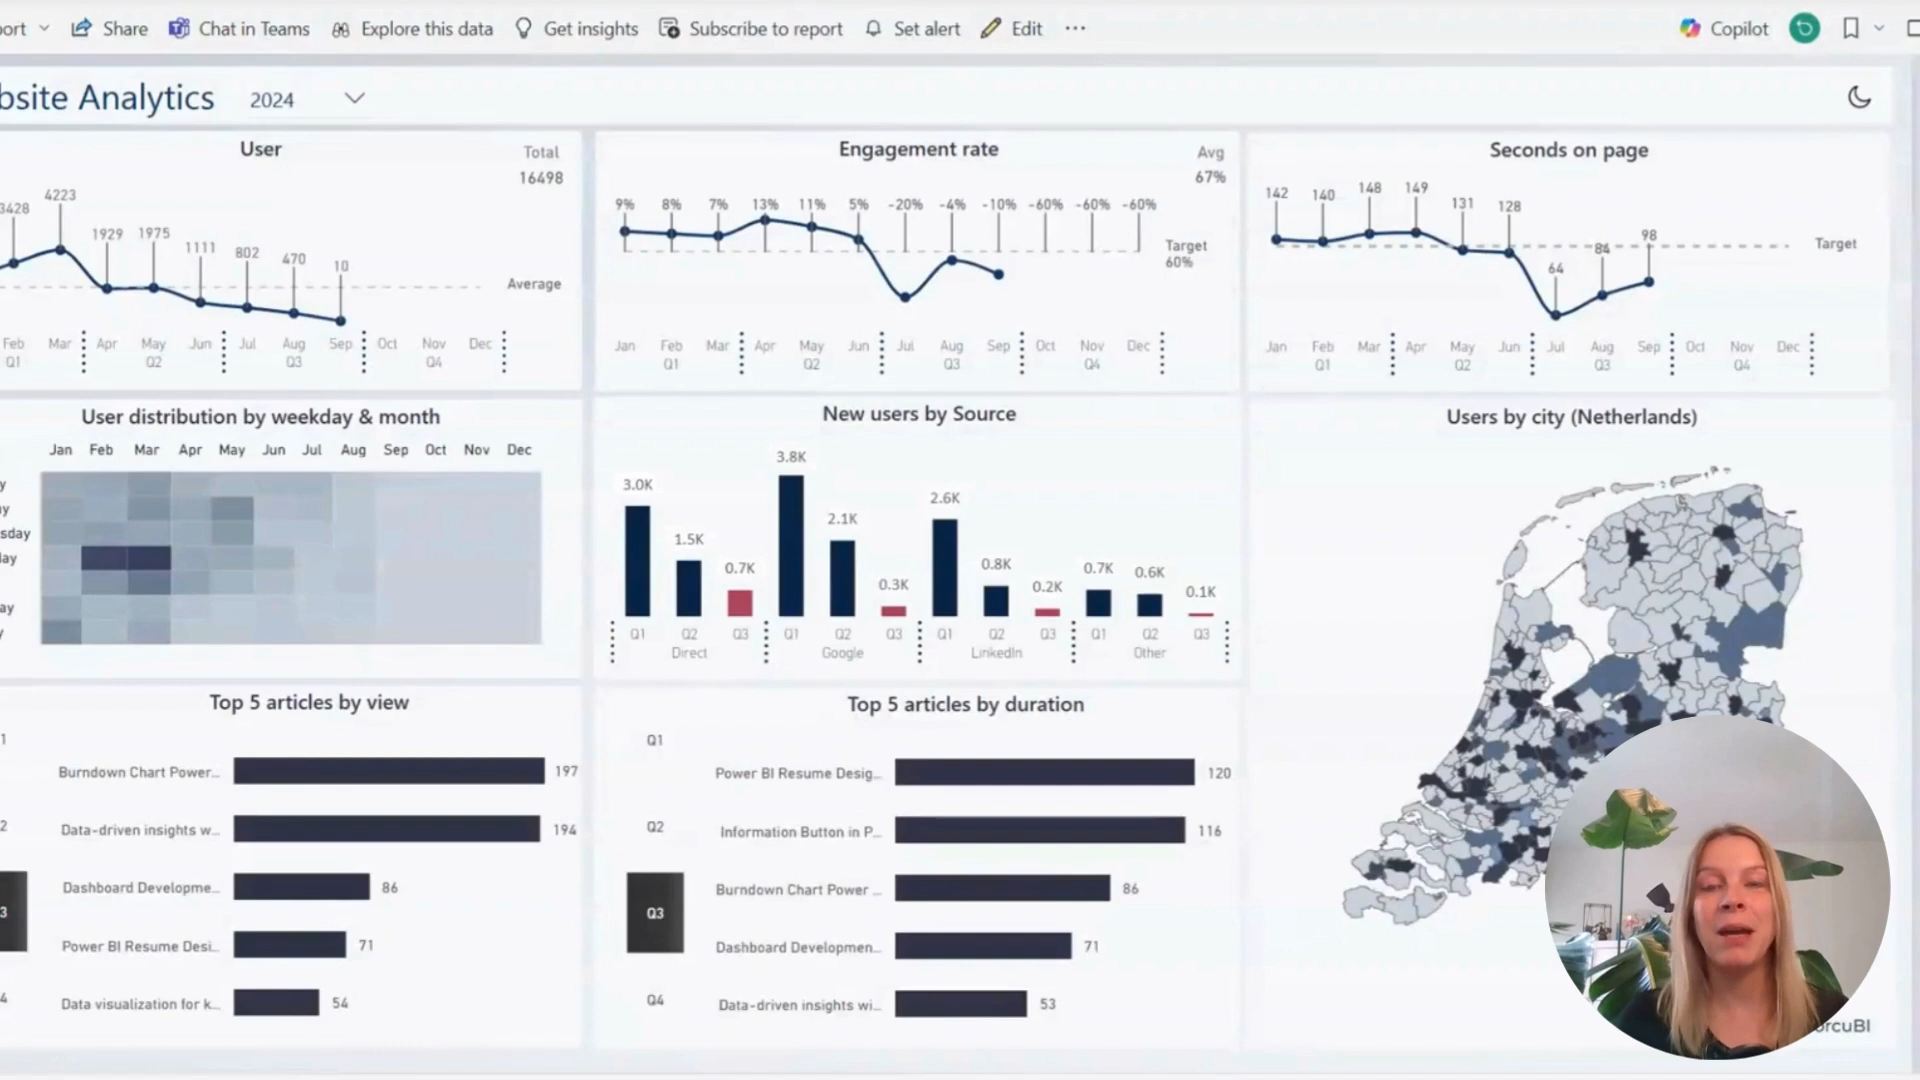 ort Share Chat in Teams Explore this data Get insights Subscribe to report Set alert Edit ... Copilot
bsite Analytics 2024
User
Total
16498
3428 4223 1929 1975 1111 802 470 10
Average
Feb Mar Apr May Jun Jul Aug Sep Oct Nov Dec
Q1 Q2 Q3 Q4
Engagement rate
Avg
67%
9% 8% 7% 13% 11% 5% -20% -4% -10% -60% -60% -60%
Target
60%
Jan Feb Mar Apr May Jun Jul Aug Sep Oct Nov Dec
Q1 Q2 Q3 Q4
Seconds on page
142 140 148 149 131 128 64 84 98
Target
Jan Feb Mar Apr May Jun Jul Aug Sep Oct Nov Dec
Q1 Q2 Q3 Q4
User distribution by weekday & month
Jan Feb Mar Apr May Jun Jul Aug Sep Oct Nov Dec
y
ay
sday
day
ay
y
New users by Source
3.0K 1.5K 0.7K 3.8K 2.1K 0.3K 2.6K 0.8K 0.2K 0.7K 0.6K 0.1K
Q1 Q2 Q3 Q1 Q2 Q3 Q1 Q2 Q3 Q1 Q2 Q3
Direct Google LinkedIn Other
Users by city (Netherlands)
Top 5 articles by view
1
2
3
4
Burndown Chart Power... 197
Data-driven insights w... 194
Dashboard Developme... 86
Power BI Resume Desi... 71
Data visualization for k... 54
Top 5 articles by duration
Q1
Q2
Q3
Q4
Power BI Resume Desig... 120
Information Button in P... 116
Burndown Chart Power ... 86
Dashboard Developmen... 71
Data-driven insights wi... 53
orcuBI